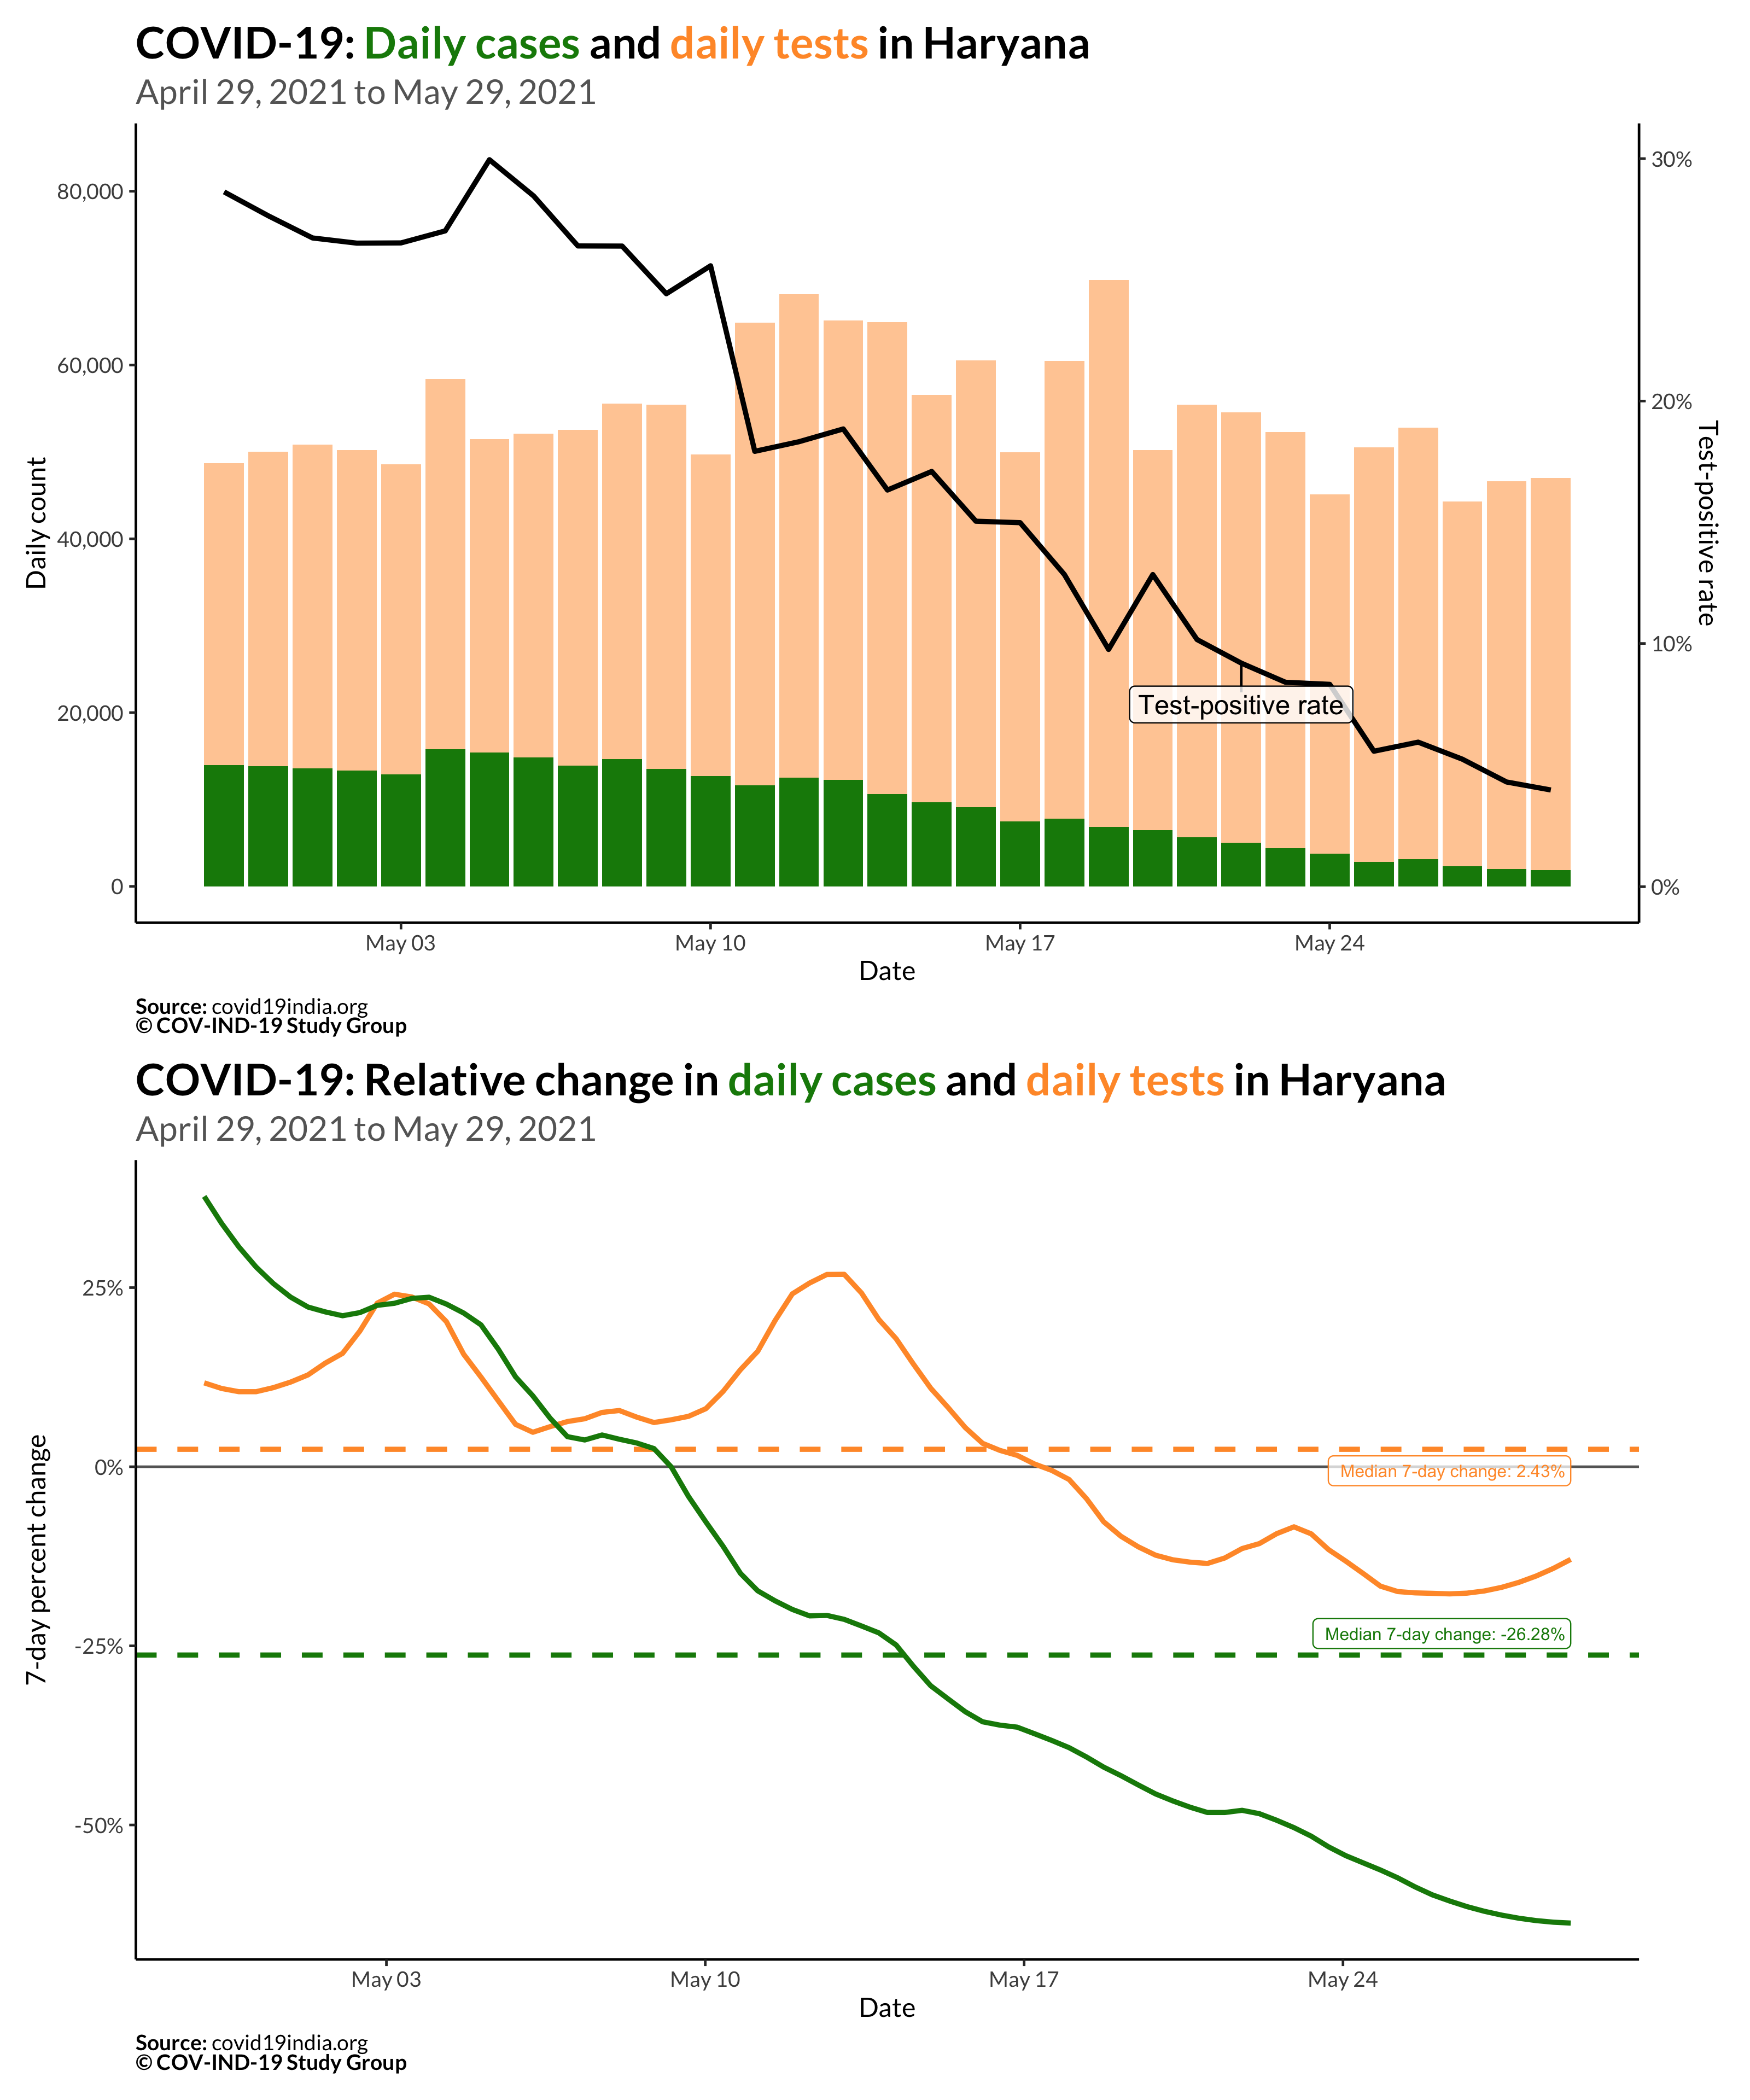 COVID-19: Daily cases and daily tests in Haryana
April 29, 2021 to May 29, 2021
80,000
60,000
40,000
20,000
0
Daily count
30%
20%
10%
0%
Test-positive rate
Test-positive rate
May 03
May 10
May 17
May 24
Date
Source: covid19india.org
© COV-IND-19 Study Group
COVID-19: Relative change in daily cases and daily tests in Haryana
April 29, 2021 to May 29, 2021
25%
0%
-25%
-50%
7-day percent change
Median 7-day change: 2.43%
Median 7-day change: -26.28%
May 03
May 10
May 17
May 24
Date
Source: covid19india.org
© COV-IND-19 Study Group